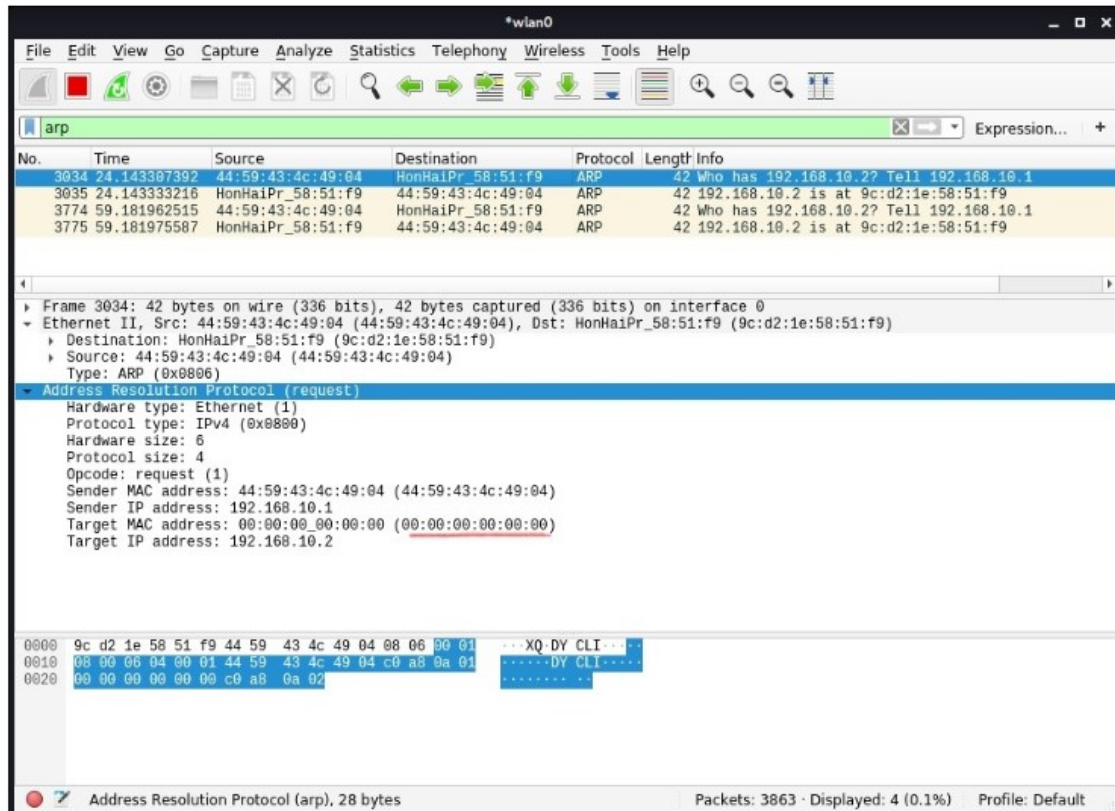 *wlan0
File Edit View Go Capture Analyze Statistics Telephony Wireless Tools Help
arp Expression... +
No. Time Source Destination Protocol Length Info
3034 24.143307392 44:59:43:4c:49:04 HonHaiPr_58:51:f9 ARP 42 Who has 192.168.10.2? Tell 192.168.10.1
3035 24.143333216 HonHaiPr_58:51:f9 44:59:43:4c:49:04 ARP 42 192.168.10.2 is at 9c:d2:1e:58:51:f9
3774 59.181962515 44:59:43:4c:49:04 HonHaiPr_58:51:f9 ARP 42 Who has 192.168.10.2? Tell 192.168.10.1
3775 59.181975587 HonHaiPr_58:51:f9 44:59:43:4c:49:04 ARP 42 192.168.10.2 is at 9c:d2:1e:58:51:f9
Frame 3034: 42 bytes on wire (336 bits), 42 bytes captured (336 bits) on interface 0
Ethernet II, Src: 44:59:43:4c:49:04 (44:59:43:4c:49:04), Dst: HonHaiPr_58:51:f9 (9c:d2:1e:58:51:f9)
Destination: HonHaiPr_58:51:f9 (9c:d2:1e:58:51:f9)
Source: 44:59:43:4c:49:04 (44:59:43:4c:49:04)
Type: ARP (0x0806)
Address Resolution Protocol (request)
Hardware type: Ethernet (1)
Protocol type: IPv4 (0x0800)
Hardware size: 6
Protocol size: 4
Opcode: request (1)
Sender MAC address: 44:59:43:4c:49:04 (44:59:43:4c:49:04)
Sender IP address: 192.168.10.1
Target MAC address: 00:00:00_00:00:00 (00:00:00:00:00:00)
Target IP address: 192.168.10.2
0000 9c d2 1e 58 51 f9 44 59 43 4c 49 04 08 06 00 01 ···XQ·DY CLI·····
0010 08 00 06 04 00 01 44 59 43 4c 49 04 c0 a8 0a 01 ······DY CLI·····
0020 00 00 00 00 00 00 c0 a8 0a 02 ········ ··
Address Resolution Protocol (arp), 28 bytes Packets: 3863 · Displayed: 4 (0.1%) Profile: Default